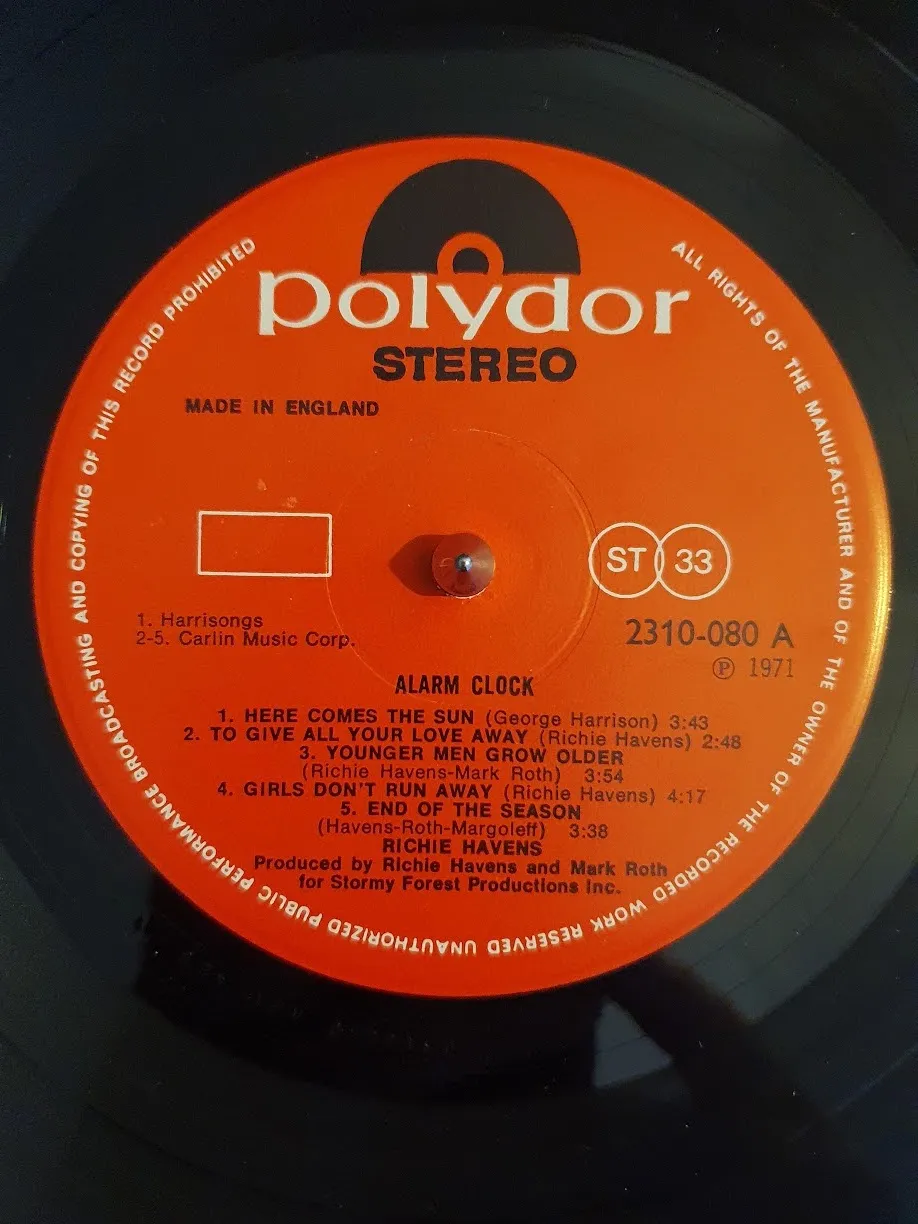 polydor
STEREO
MADE IN ENGLAND
ST 33
1. Harrisongs
2-5. Carlin Music Corp.
2310-080 A
℗ 1971
ALARM CLOCK
1. HERE COMES THE SUN (George Harrison) 3:43
2. TO GIVE ALL YOUR LOVE AWAY (Richie Havens) 2:48
3. YOUNGER MEN GROW OLDER
(Richie Havens-Mark Roth) 3:54
4. GIRLS DON'T RUN AWAY (Richie Havens) 4:17
5. END OF THE SEASON
(Havens-Roth-Margoleff) 3:38
RICHIE HAVENS
Produced by Richie Havens and Mark Roth
for Stormy Forest Productions Inc.
ALL RIGHTS OF THE MANUFACTURER AND OF THE OWNER OF THE RECORDED WORK RESERVED UNAUTHORIZED PUBLIC PERFORMANCE BROADCASTING AND COPYING OF THIS RECORD PROHIBITED